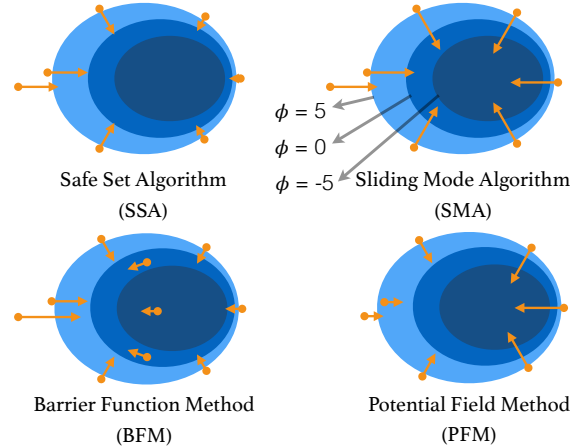 ϕ = 5
ϕ = 0
ϕ = -5
Safe Set Algorithm
(SSA)
Sliding Mode Algorithm
(SMA)
Barrier Function Method
(BFM)
Potential Field Method
(PFM)